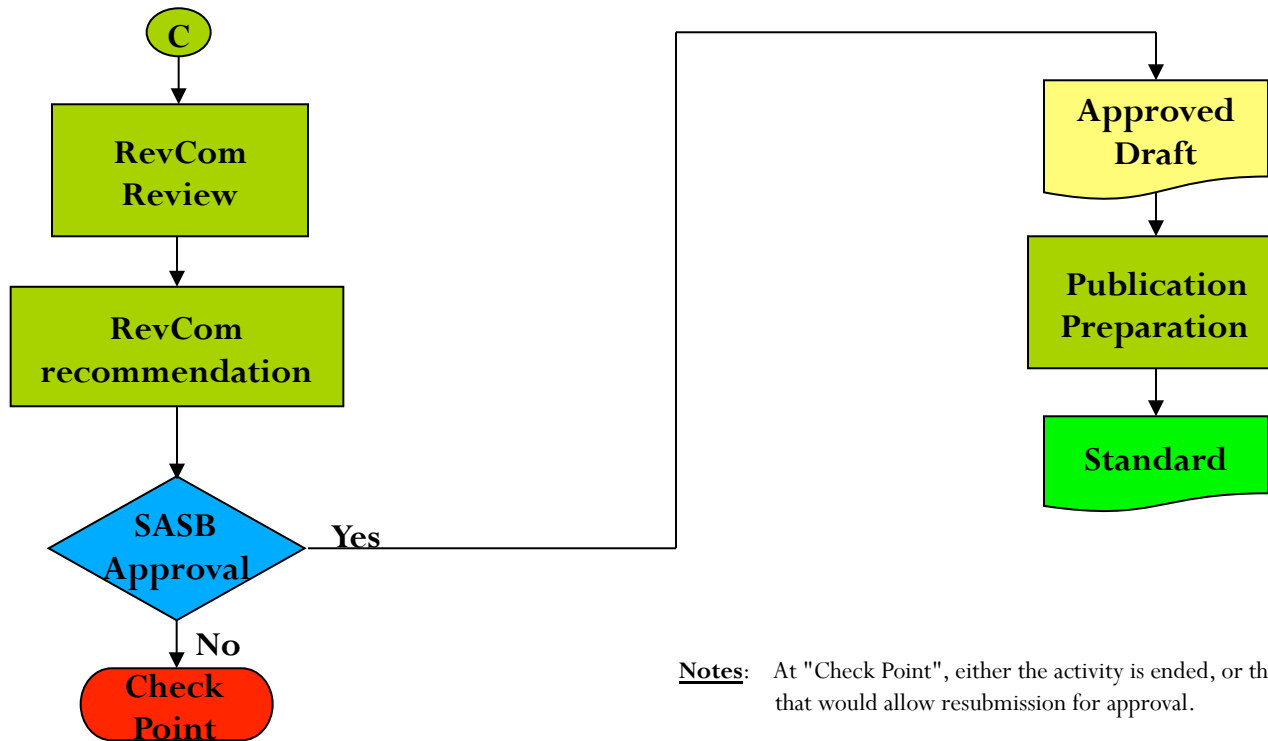 C
RevCom
Review
RevCom
recommendation
SASB
Approval
Yes
No
Check
Point
Approved
Draft
Publication
Preparation
Standard
Notes: At "Check Point", either the activity is ended, or
that would allow resubmission for approval.